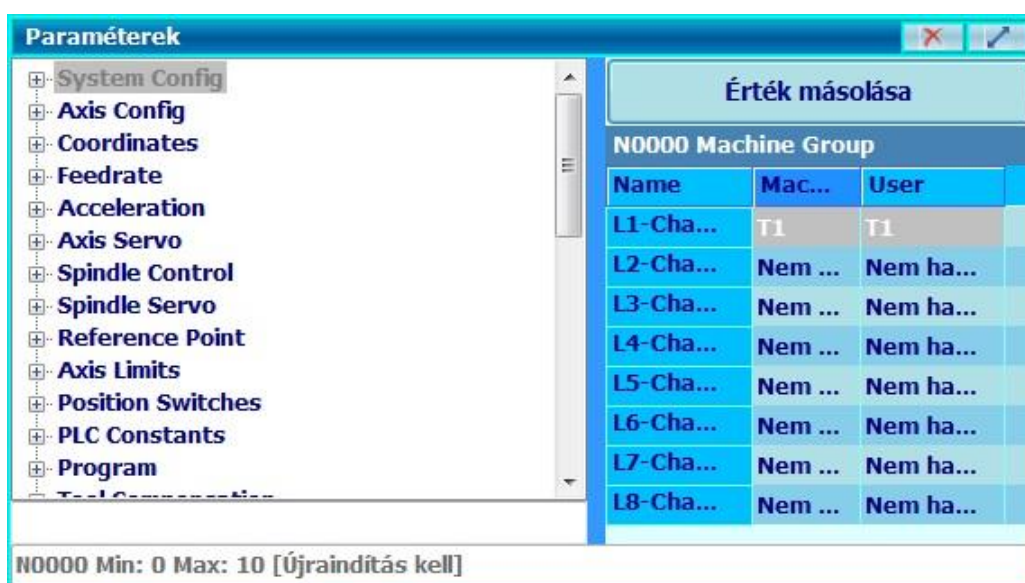 Paraméterek
System Config
Axis Config
Coordinates
Feedrate
Acceleration
Axis Servo
Spindle Control
Spindle Servo
Reference Point
Axis Limits
Position Switches
PLC Constants
Program
Tool Compensation
Érték másolása
N0000 Machine Group
Name Mac... User
L1-Cha... T1 T1
L2-Cha... Nem ... Nem ha...
L3-Cha... Nem ... Nem ha...
L4-Cha... Nem ... Nem ha...
L5-Cha... Nem ... Nem ha...
L6-Cha... Nem ... Nem ha...
L7-Cha... Nem ... Nem ha...
L8-Cha... Nem ... Nem ha...
N0000 Min: 0 Max: 10 [Újraindítás kell]